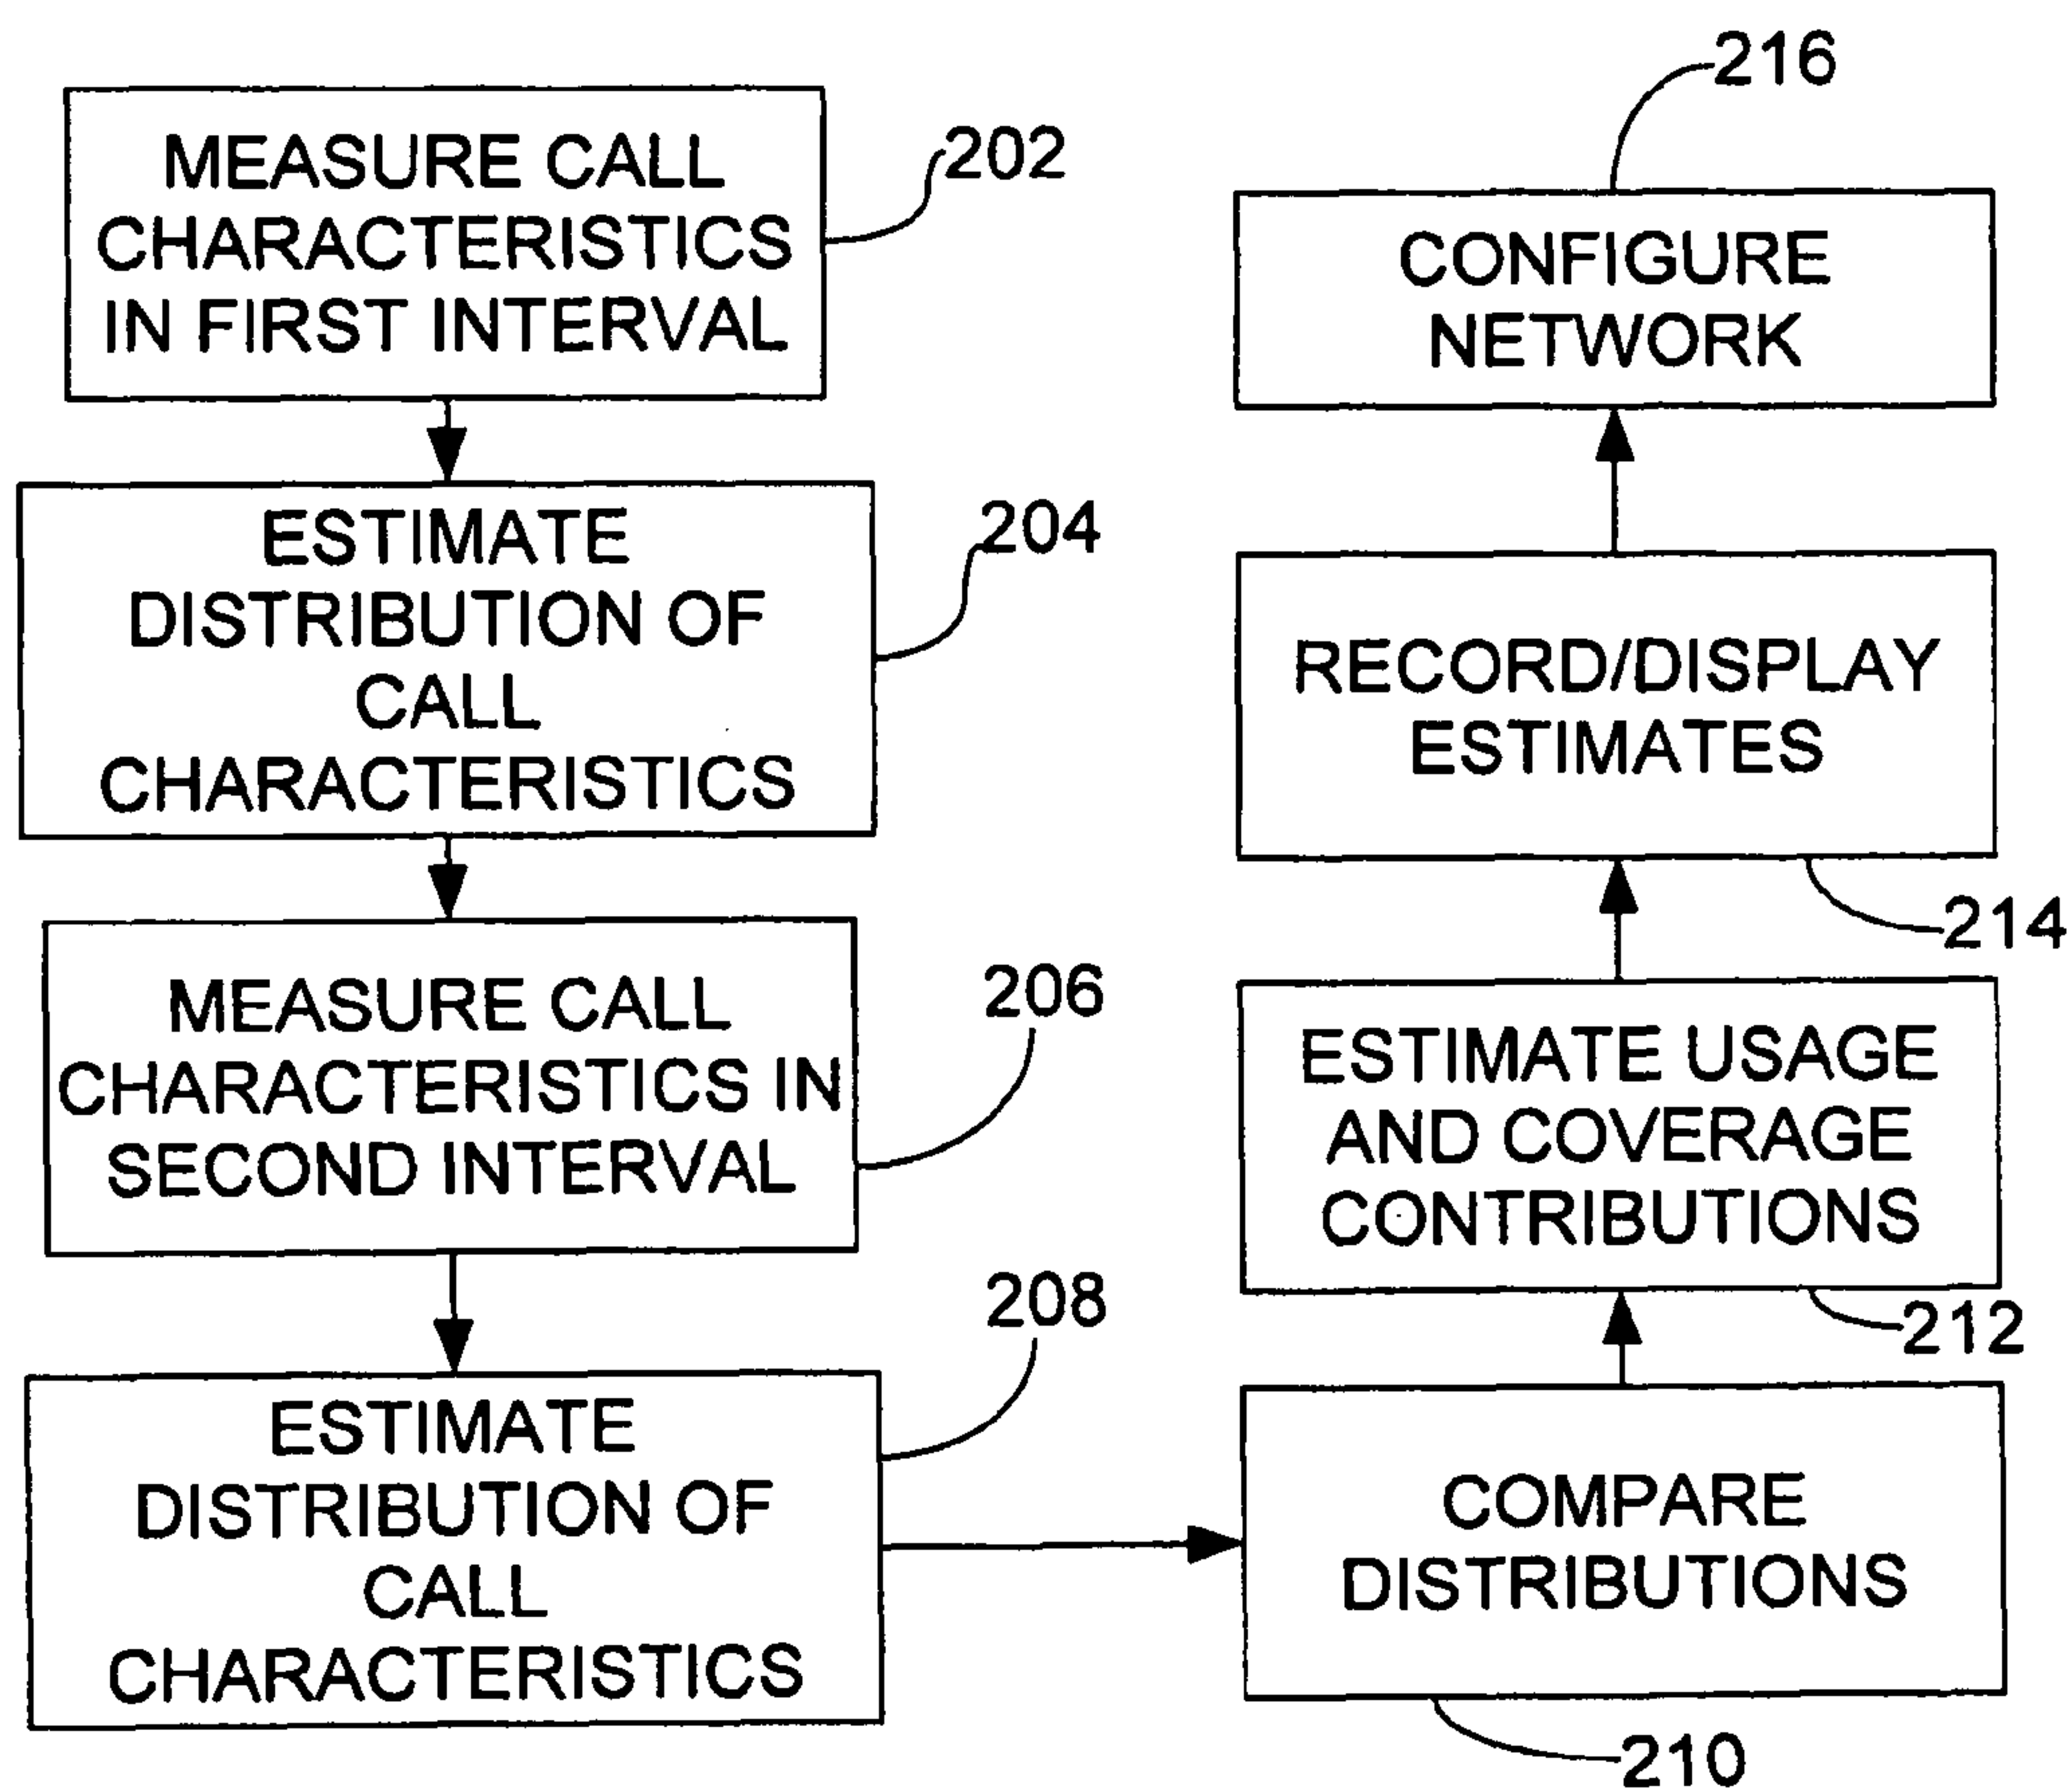 MEASURE CALL
CHARACTERISTICS
IN FIRST INTERVAL
202
ESTIMATE
DISTRIBUTION OF
CALL
CHARACTERISTICS
204
MEASURE CALL
CHARACTERISTICS IN
SECOND INTERVAL
206
ESTIMATE
DISTRIBUTION OF
CALL
CHARACTERISTICS
208
COMPARE
DISTRIBUTIONS
210
ESTIMATE USAGE
AND COVERAGE
CONTRIBUTIONS
212
RECORD/DISPLAY
ESTIMATES
214
CONFIGURE
NETWORK
216